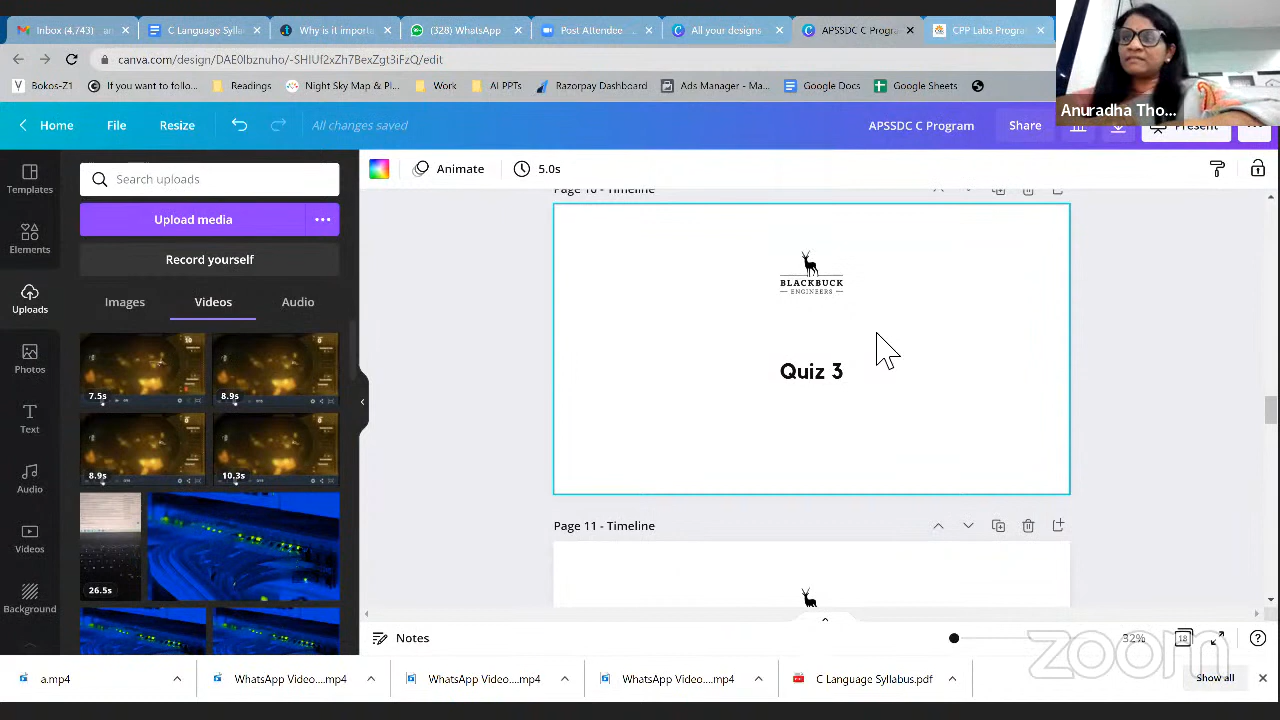 Inbox (4,743)
C Language Sylla
Why is it importa
(328) WhatsApp
Post Attendee
All your designs
APSSDC C Progra
CPP Labs Progra
canva.com/design/DAE0lbznuho/-SHIUf2xZh7PexZgt3iFzQ/edit
Bokos-Z1
If you want to follo...
Readings
Night Sky Map & Pl...
Work
AI RPT
Ebay Dashboard
Ads Manager - Ma...
Google Docs
Google Sheets
Anuradha Tho...
Home
File
Resize
All changes saved
APSSDC C Program
Share
Present
Templates
Elements
Uploads
Photos
Text
Audio
Videos
Background
Search uploads
Upload media
Record yourself
Images
Videos
Audio
7.5s
8.9s
8.9s
10.3s
26.5s
Animate
5.0s
Page 10 - Timeline
BLACKBUCK
ENGINEERS
Quiz 3
Page 11 - Timeline
Notes
32%
18
zoom
a.mp4
WhatsApp Video....mp4
WhatsApp Video....mp4
WhatsApp Video....mp4
C Language Syllabus.pdf
Show all